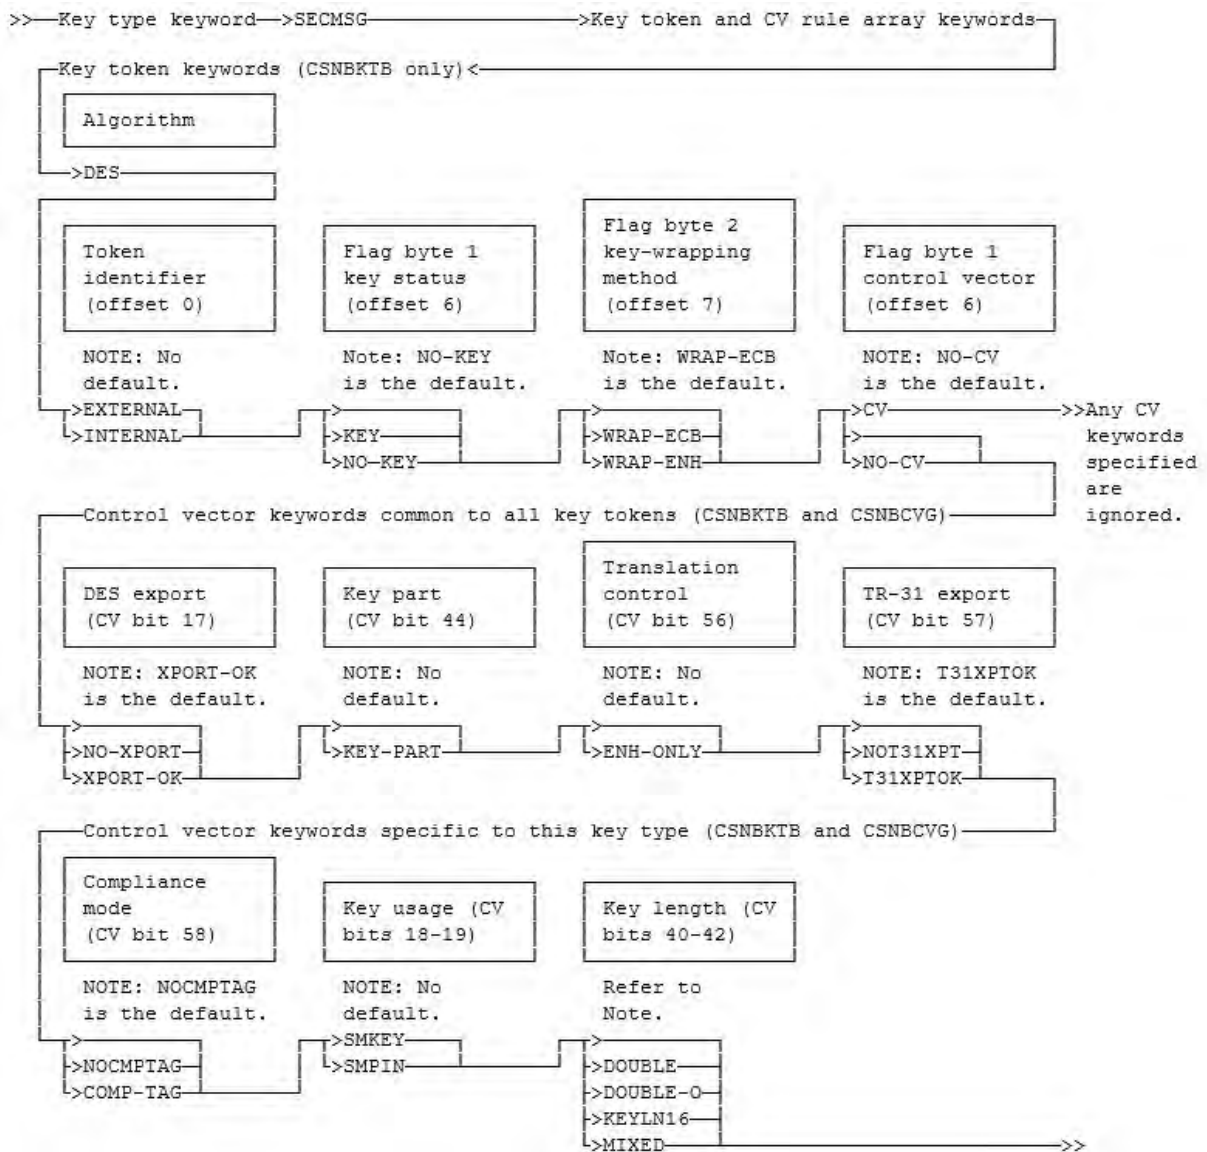 >>—Key type keyword—>SECMSG—>Key token and CV rule array keywords
Key token keywords (CSNBKTB only)<
Algorithm
>DES
Token identifier (offset 0)
Flag byte 1 key status (offset 6)
Flag byte 2 key-wrapping method (offset 7)
Flag byte 1 control vector (offset 6)
NOTE: No default.
Note: NO-KEY is the default.
Note: WRAP-ECB is the default.
NOTE: NO-CV is the default.
>EXTERNAL
>INTERNAL
>
>KEY
>NO-KEY
>
>WRAP-ECB
>WRAP-ENH
>CV
>
>NO-CV
>>Any CV
keywords
specified
are
ignored.
Control vector keywords common to all key tokens (CSNBKTB and CSNBCVG)
DES export (CV bit 17)
Key part (CV bit 44)
Translation control (CV bit 56)
TR-31 export (CV bit 57)
NOTE: XPORT-OK is the default.
NOTE: No default.
NOTE: No default.
NOTE: T31XPTOK is the default.
>
>NO-XPORT
>XPORT-OK
>
>KEY-PART
>
>ENH-ONLY
>
>NOT31XPT
>T31XPTOK
Control vector keywords specific to this key type (CSNBKTB and CSNBCVG)
Compliance mode (CV bit 58)
Key usage (CV bits 18-19)
Key length (CV bits 40-42)
NOTE: NOCMPTAG is the default.
NOTE: No default.
Refer to Note.
>
>NOCMPTAG
>COMP-TAG
>SMKEY
>SMPIN
>
>DOUBLE
>DOUBLE-O
>KEYLN16
>MIXED
>>